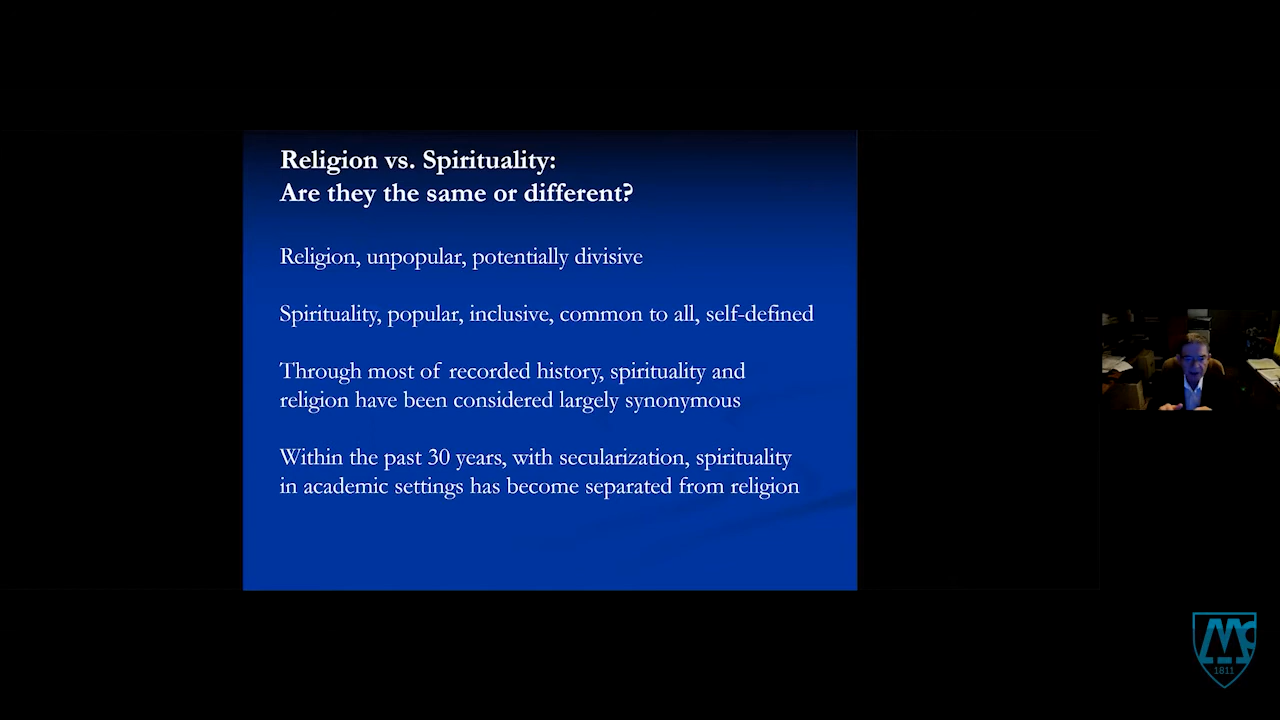 Religion vs. Spirituality:
Are they the same or different?
Religion, unpopular, potentially divisive
Spirituality, popular, inclusive, common to all, self-defined
Through most of recorded history, spirituality and
religion have been considered largely synonymous
Within the past 30 years, with secularization, spirituality
in academic settings has become separated from religion
Mc
1811